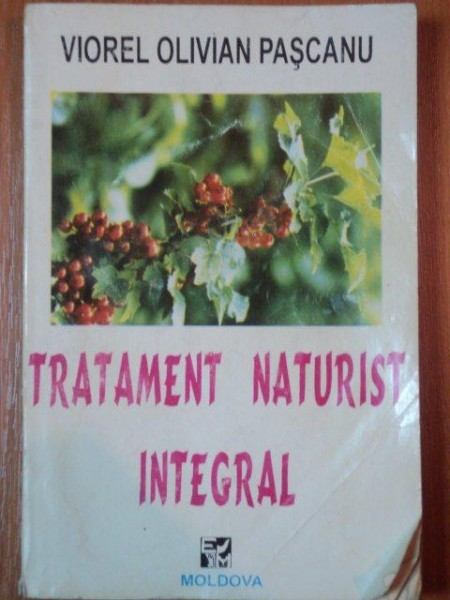 VIOREL OLIVIAN PAŞCANU
TRATAMENT NATURIST
INTEGRAL
MOLDOVA